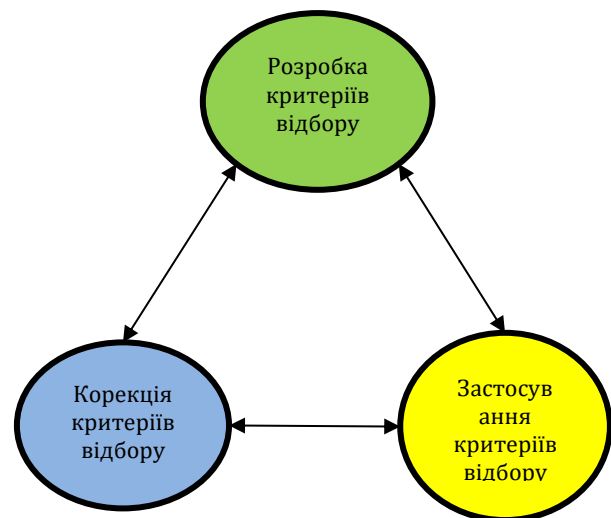 Розробка
критеріїв
відбору
Корекція
критеріїв
відбору
Застосув
ання
критеріїв
відбору